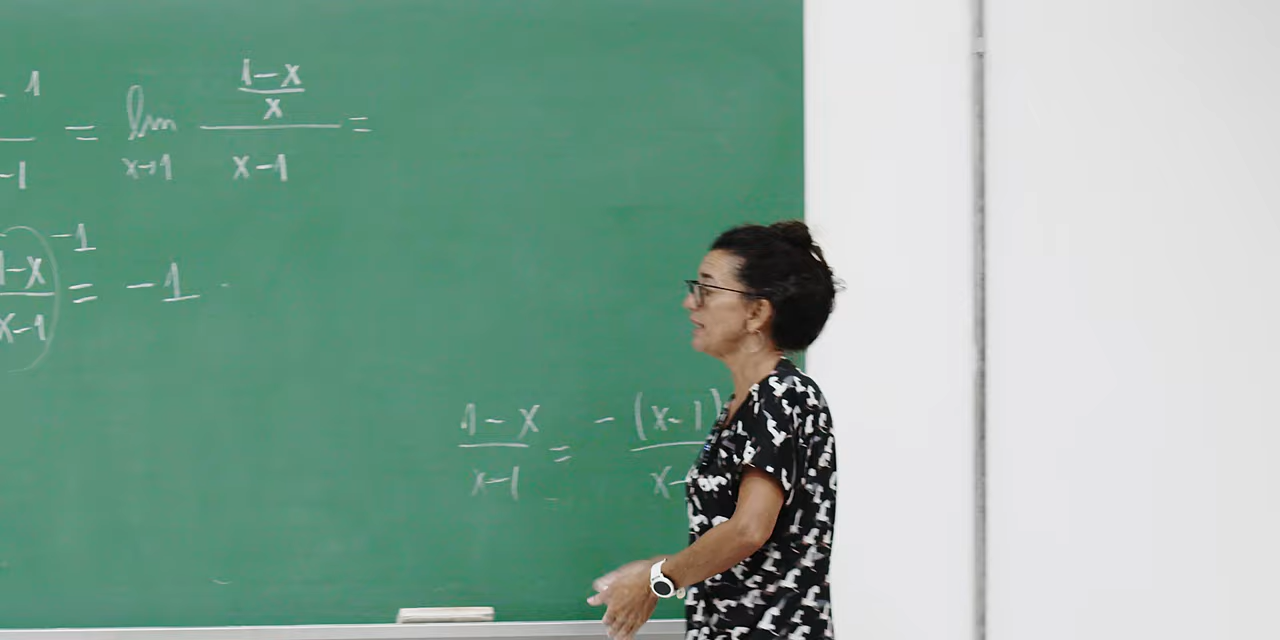 - 1 / -1 = lim x→1 ((1-x)/x) / (x-1) =
(1-x)/(x-1) -1 = -1
(1-x)/(x-1) = - (x-1)/x-